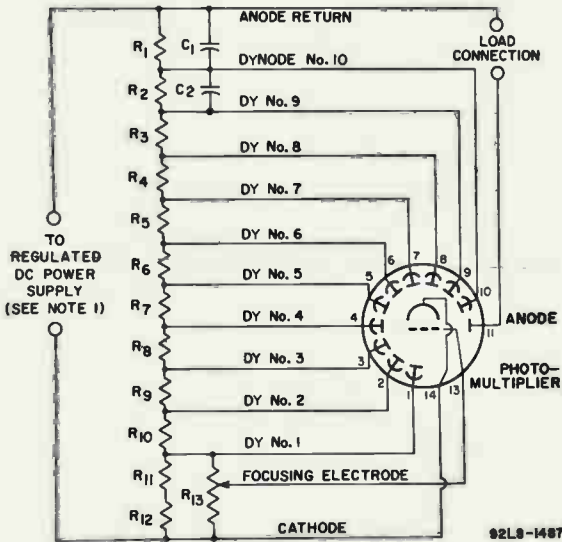 ANODE RETURN
R1
C1
LOAD
CONNECTION
DYNODE No. 10
R2
C2
DY No. 9
R3
DY No. 8
R4
DY No. 7
R5
DY No. 6
R6
DY No. 5
R7
DY No. 4
R8
DY No. 3
R9
DY No. 2
R10
DY No. 1
R11
R13
FOCUSING ELECTRODE
R12
CATHODE
TO
REGULATED
DC POWER
SUPPLY
(SEE NOTE 1)
1
2
3
4
5
6
7
8
9
10
11
13
14
ANODE
PHOTO-
MULTIPLIER
92LS-1487